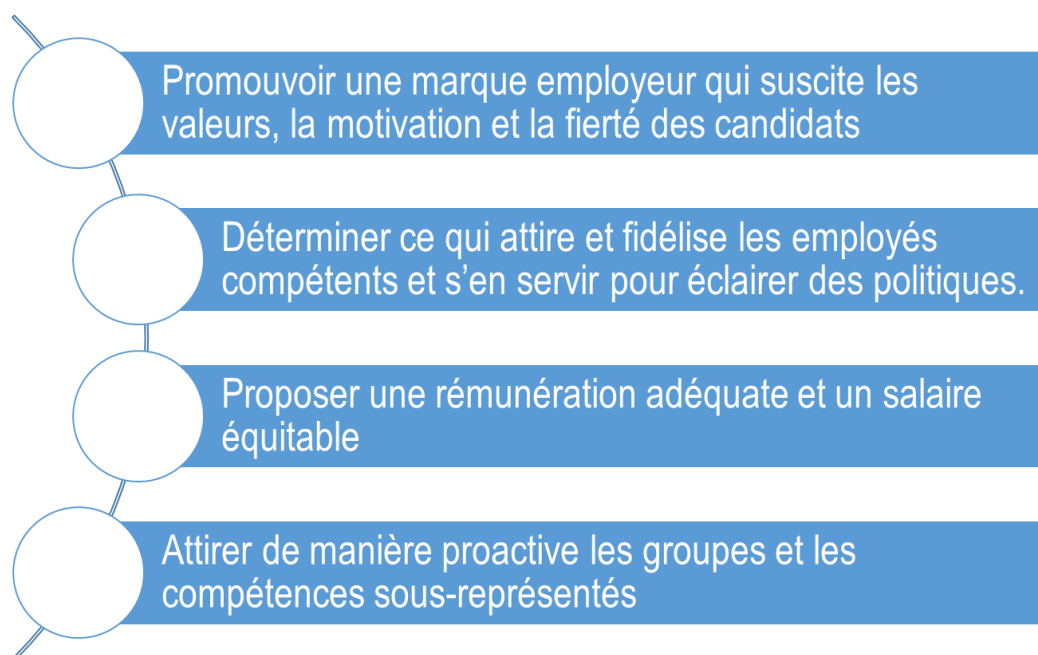 Promouvoir une marque employeur qui suscite les
valeurs, la motivation et la fierté des candidats
Déterminer ce qui attire et fidélise les employés
compétents et s’en servir pour éclairer des politiques.
Proposer une rémunération adéquate et un salaire
équitable
Attirer de manière proactive les groupes et les
compétences sous-représentés